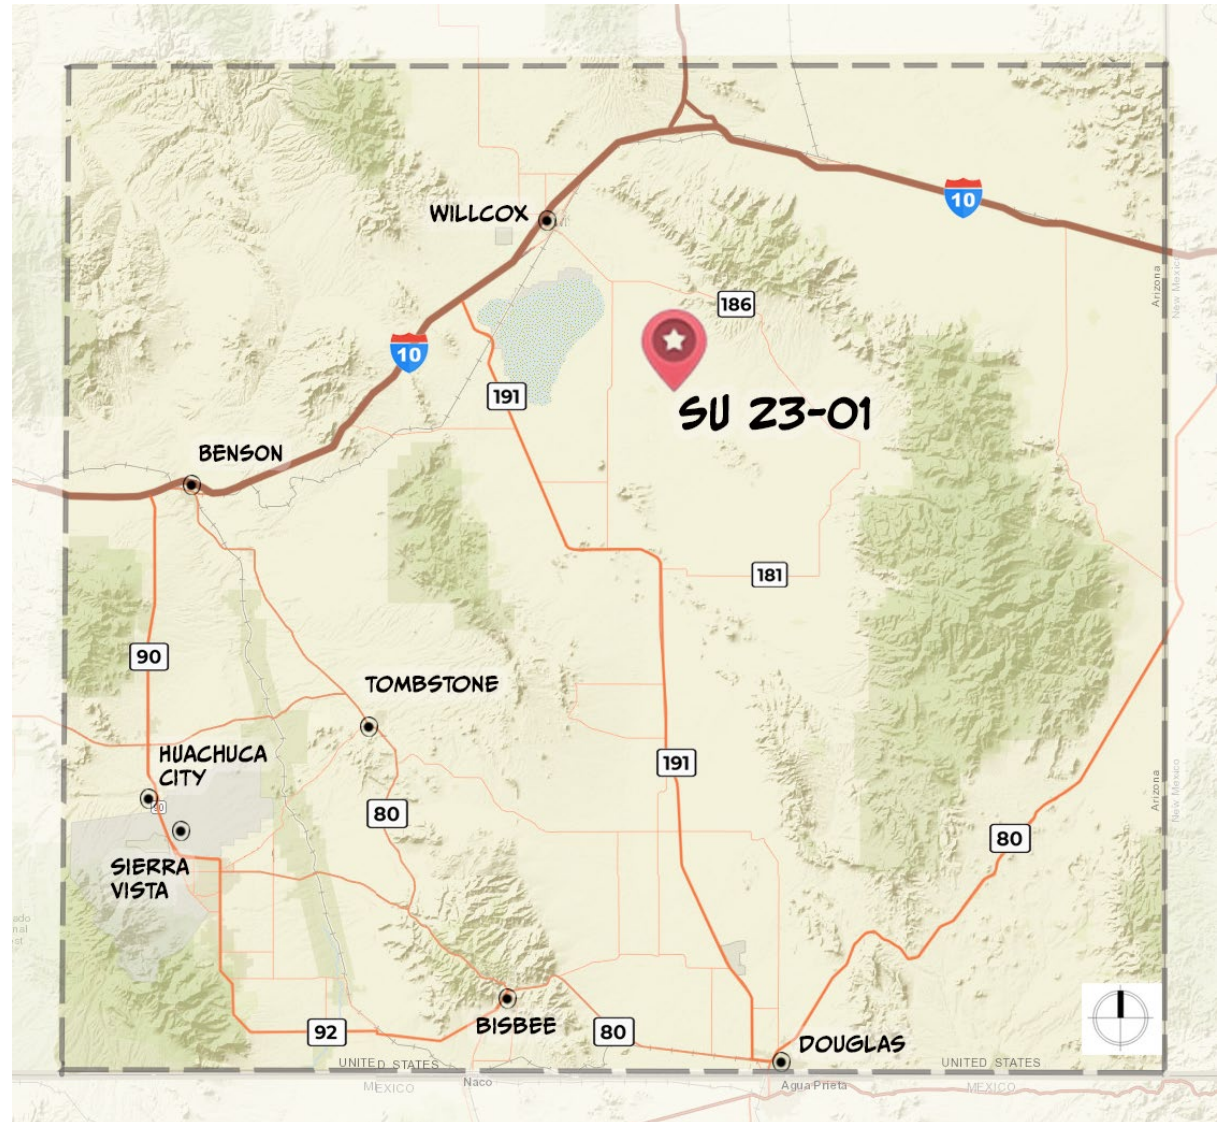 WILLCOX
10
Arizona
New Mexico
186
10
191
SU 23-01
BENSON
181
90
TOMBSTONE
HUACHUCA
CITY
90
191
80
Arizona
New Mexico
80
SIERRA
VISTA
BISBEE
92
80
DOUGLAS
UNITED STATES
UNITED STATES
MEXICO
Naco
Agua Prieta
MEXICO